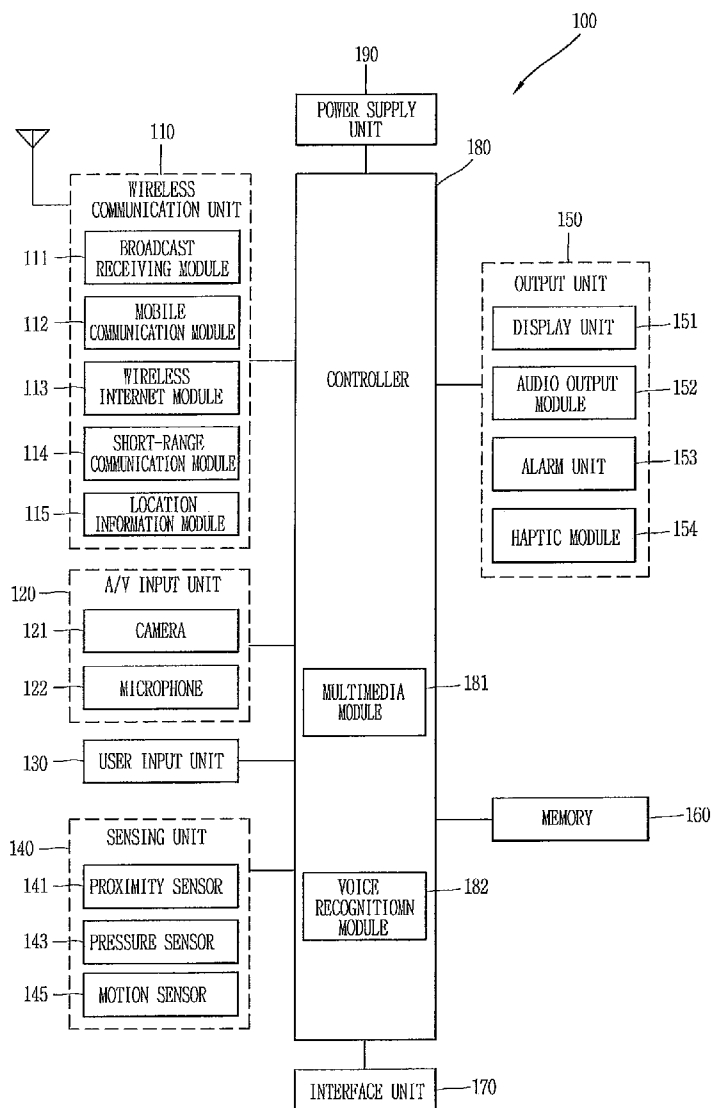 100
190
POWER SUPPLY
UNIT
110
180
WIRELESS
COMMUNICATION UNIT
111
BROADCAST
RECEIVING MODULE
112
MOBILE
COMMUNICATION MODULE
113
WIRELESS
INTERNET MODULE
114
SHORT-RANGE
COMMUNICATION MODULE
115
LOCATION
INFORMATION MODULE
120
A/V INPUT UNIT
121
CAMERA
122
MICROPHONE
130
USER INPUT UNIT
140
SENSING UNIT
141
PROXIMITY SENSOR
143
PRESSURE SENSOR
145
MOTION SENSOR
CONTROLLER
MULTIMEDIA
MODULE
181
VOICE
RECOGNITIOMN
MODULE
182
150
OUTPUT UNIT
DISPLAY UNIT
151
AUDIO OUTPUT
MODULE
152
ALARM UNIT
153
HAPTIC MODULE
154
MEMORY
160
INTERFACE UNIT
170